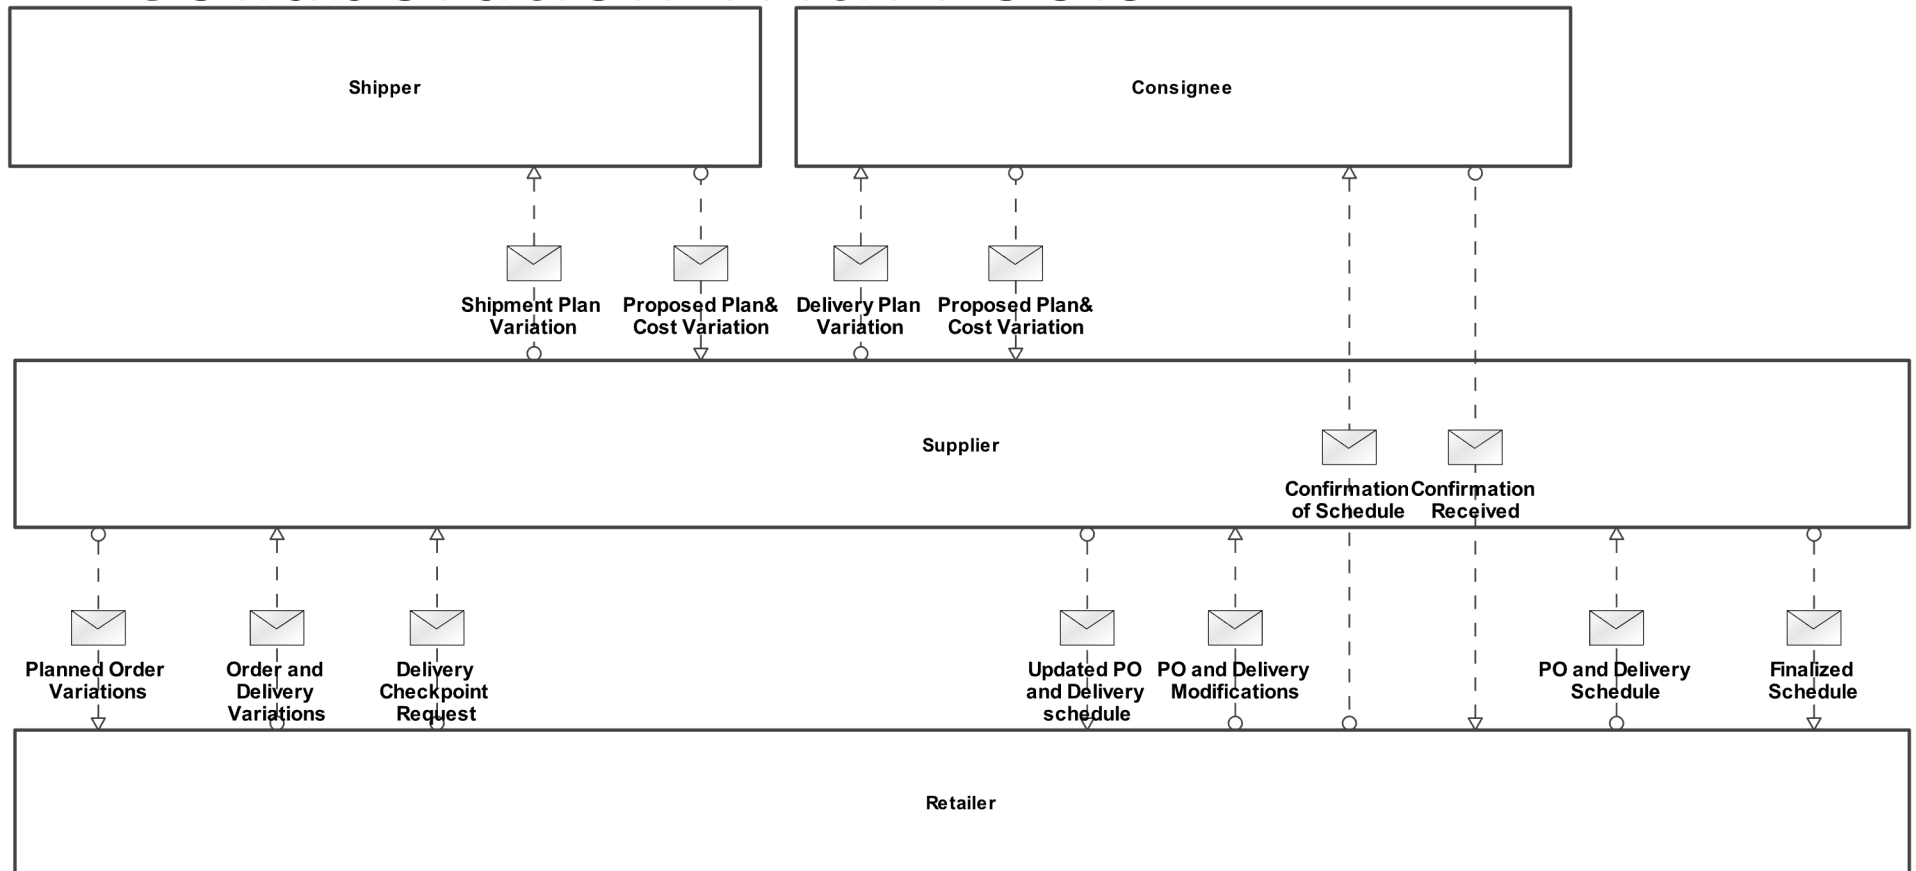 Shipper
Consignee
Shipment Plan
Variation
Proposed Plan&
Cost Variation
Delivery Plan
Variation
Proposed Plan&
Cost Variation
Supplier
Confirmation
of Schedule
Confirmation
Received
Planned Order
Variations
Order and
Delivery
Variations
Delivery
Checkpoint
Request
Updated PO
and Delivery
schedule
PO and Delivery
Modifications
PO and Delivery
Schedule
Finalized
Schedule
Retailer